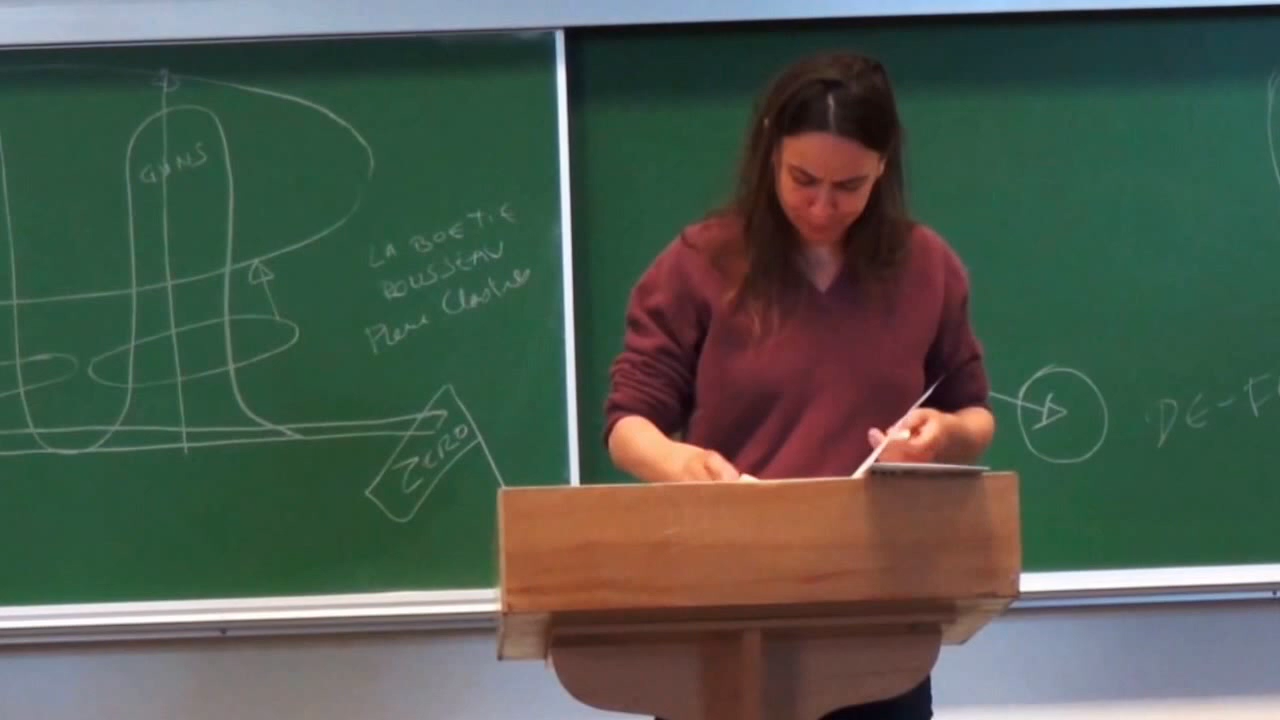 GUNS
LA BOETIE
ROUSSEAU
Pierre Clastres
ZERO
DE-F